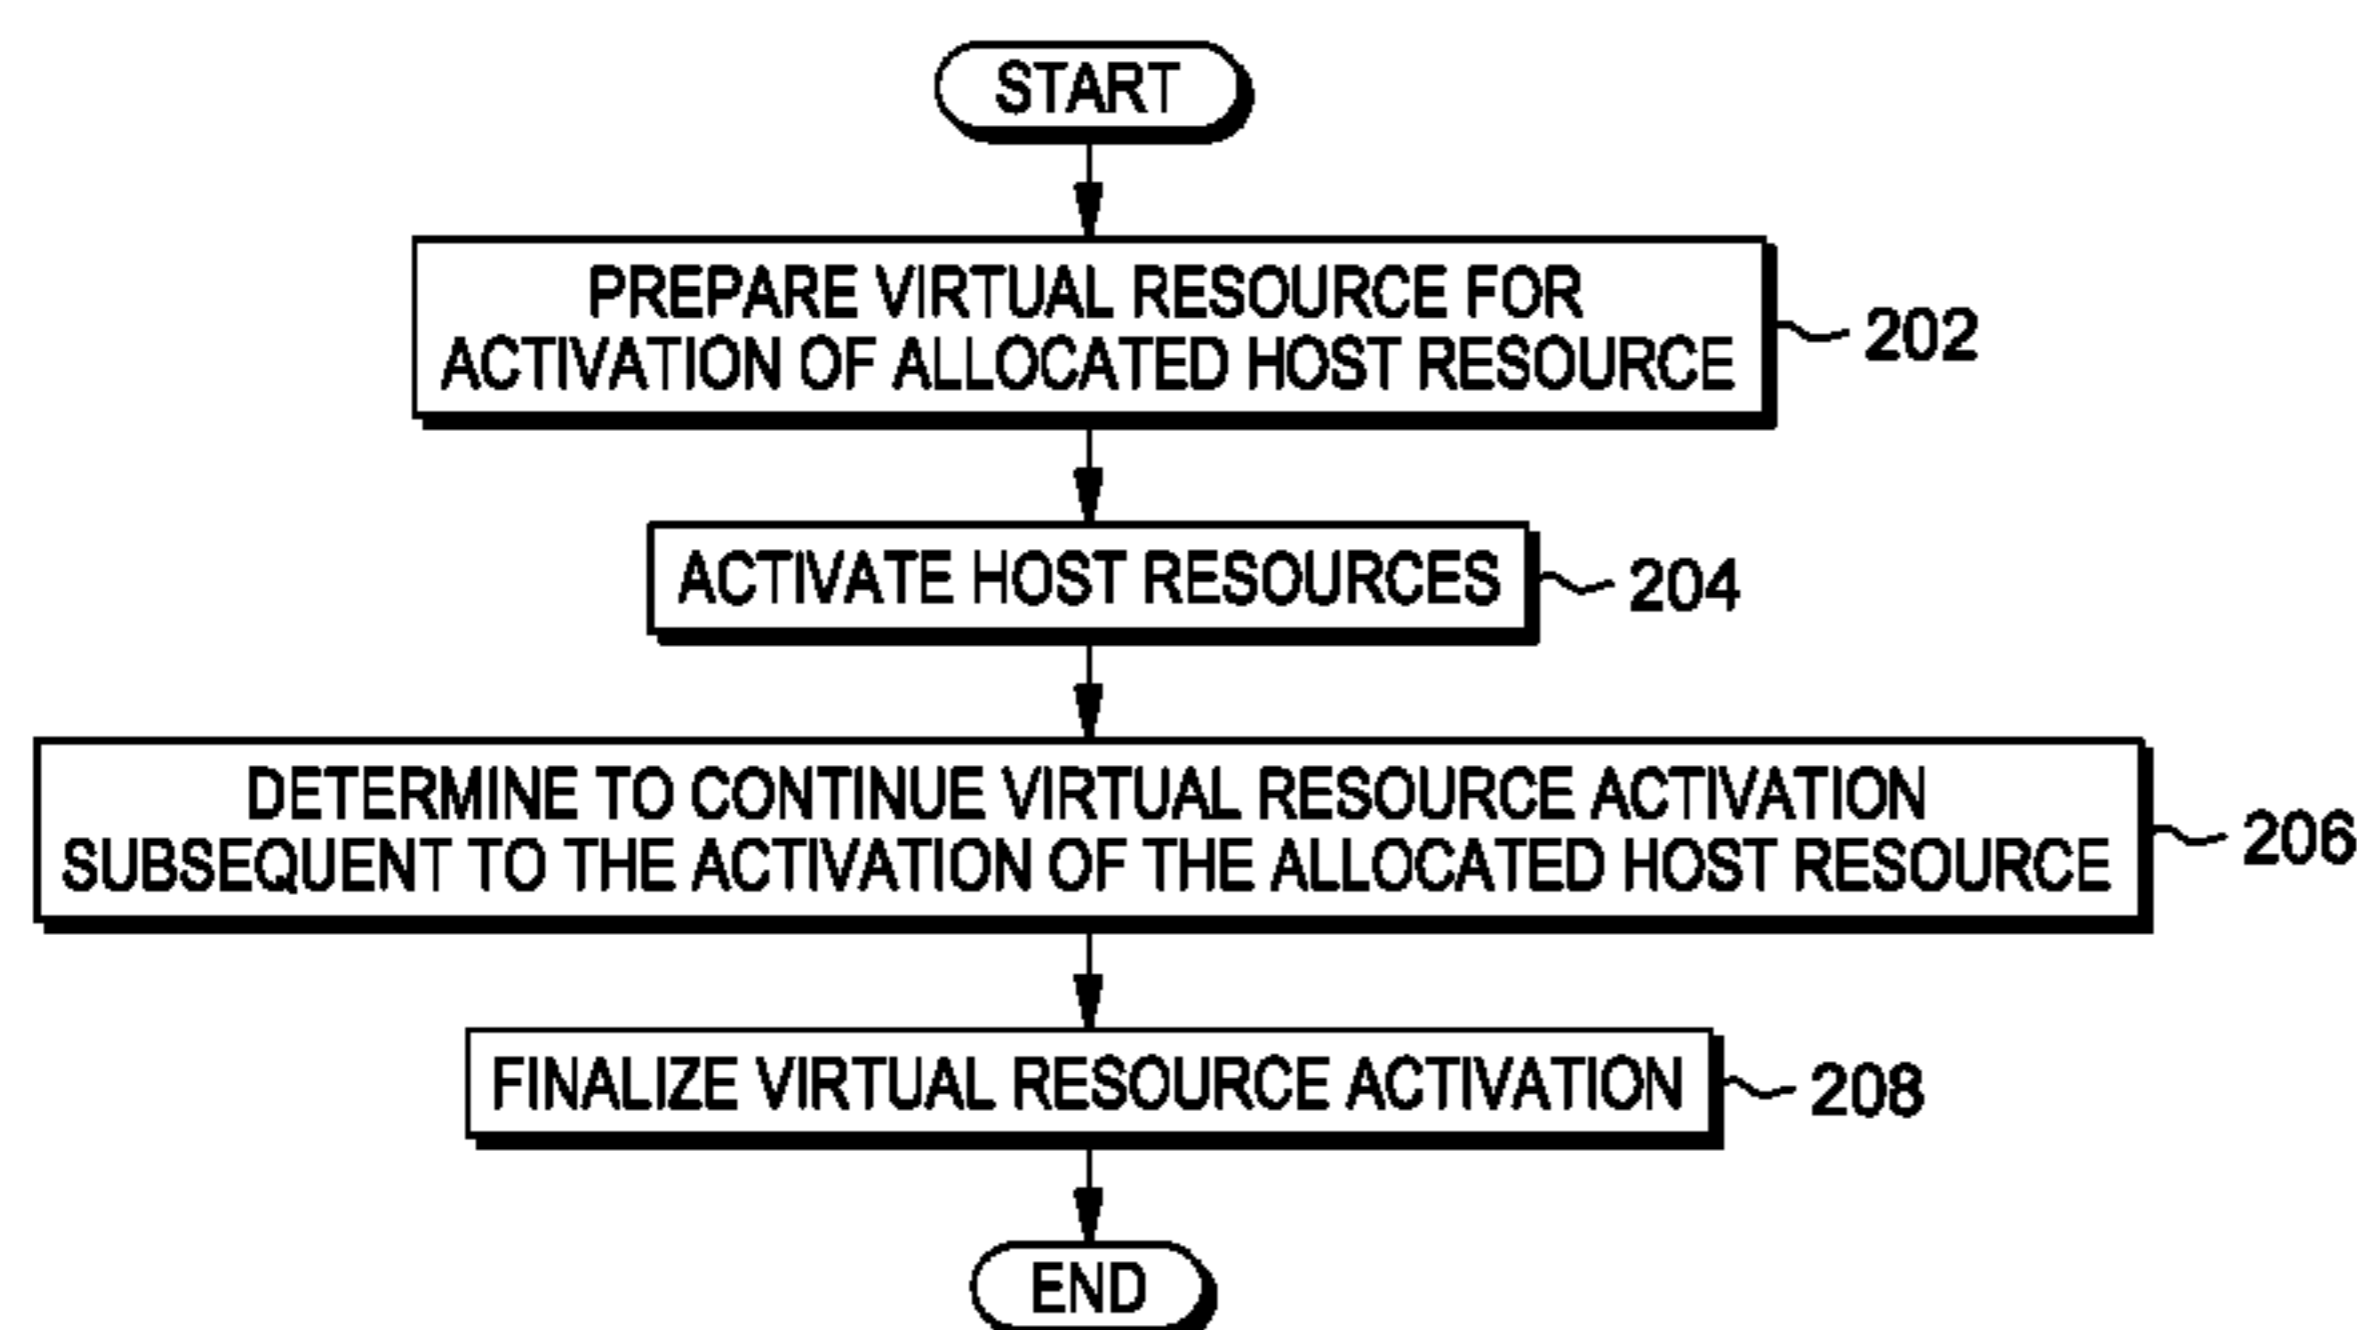 START
PREPARE VIRTUAL RESOURCE FOR
ACTIVATION OF ALLOCATED HOST RESOURCE
202
ACTIVATE HOST RESOURCES
204
DETERMINE TO CONTINUE VIRTUAL RESOURCE ACTIVATION
SUBSEQUENT TO THE ACTIVATION OF THE ALLOCATED HOST RESOURCE
206
FINALIZE VIRTUAL RESOURCE ACTIVATION
208
END